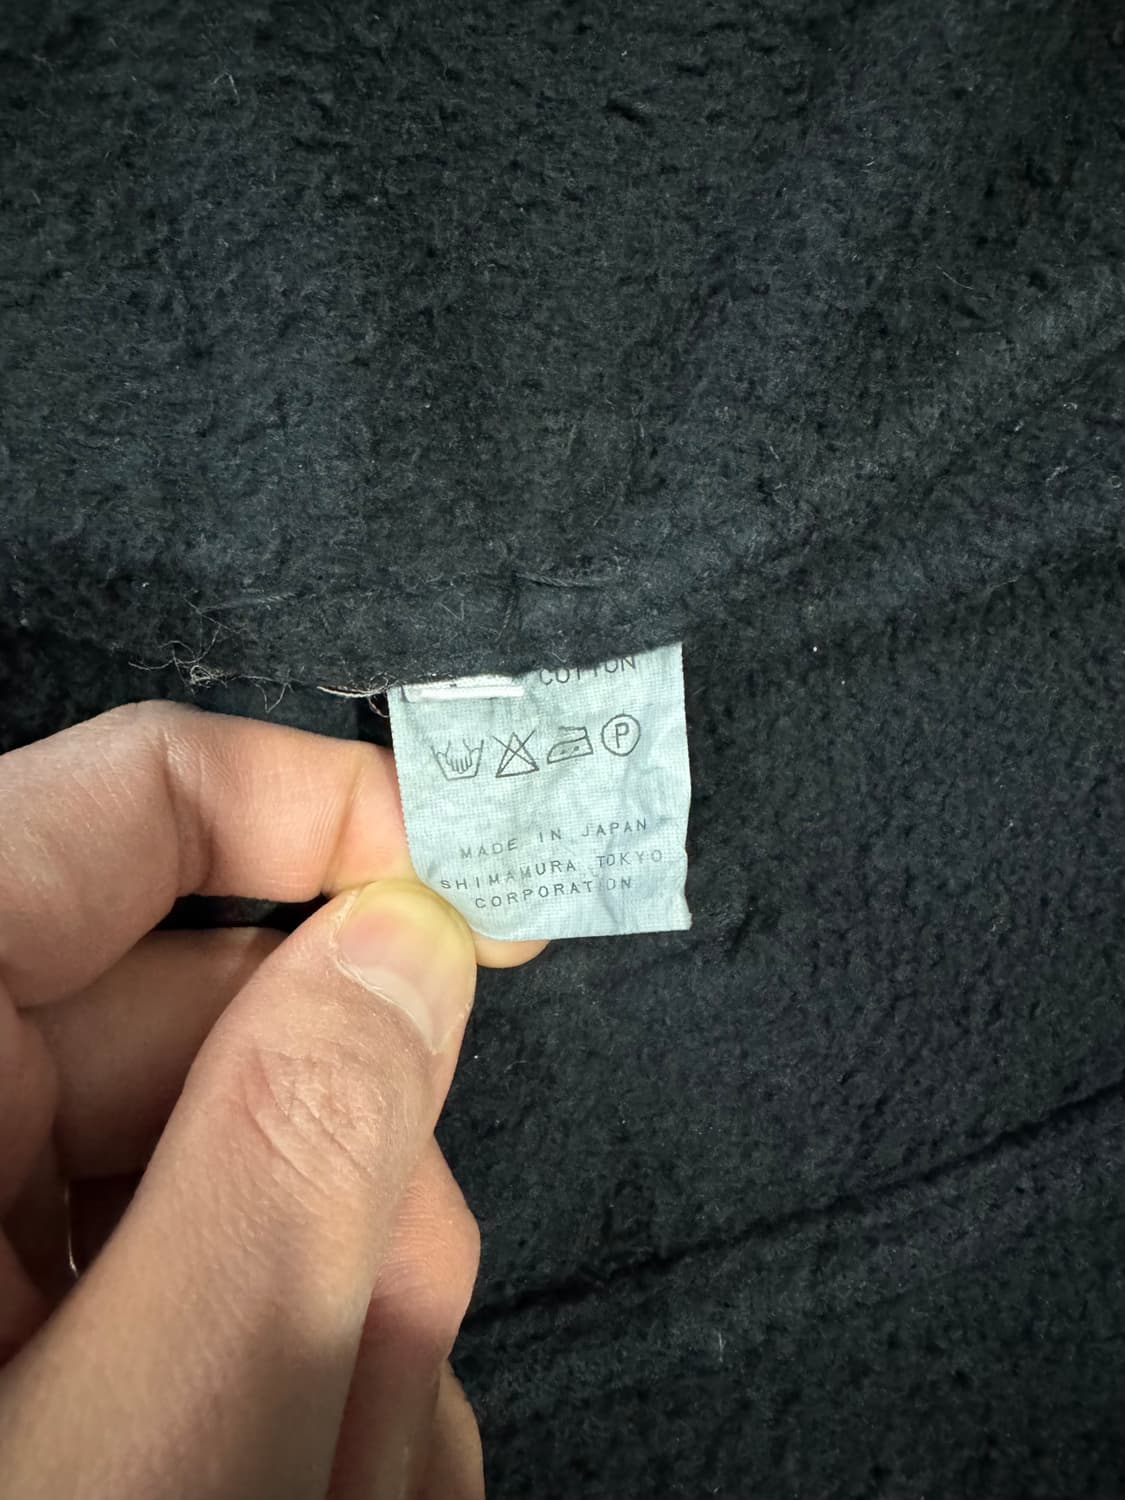 COTTON
P
MADE IN JAPAN
SHIMAMURA TOKYO
CORPORATION